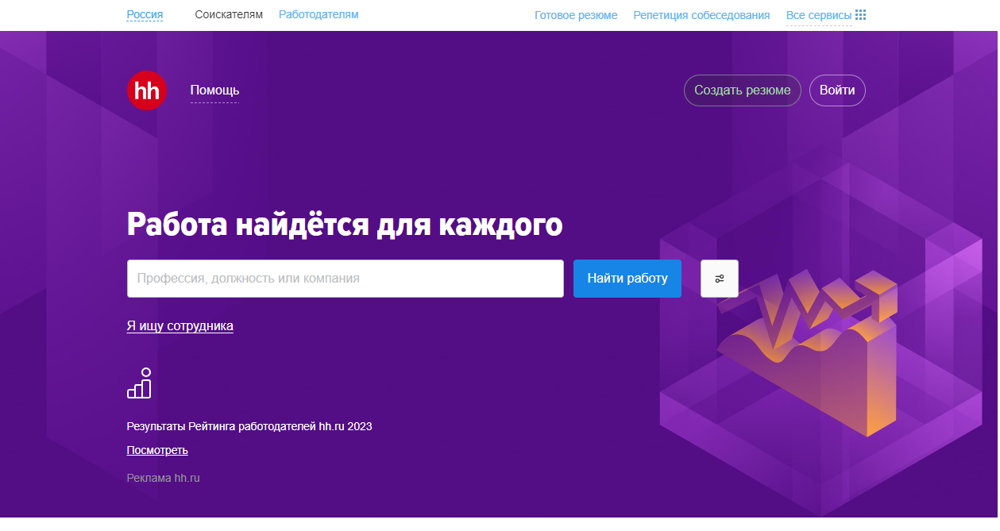 Россия Соискателям Работодателям Готовое резюме Репетиция собеседования Все сервисы
hh Помощь Создать резюме Войти
Работа найдётся для каждого
Профессия, должность или компания Найти работу
Я ищу сотрудника
Результаты Рейтинга работодателей hh.ru 2023
Посмотреть
Реклама hh.ru